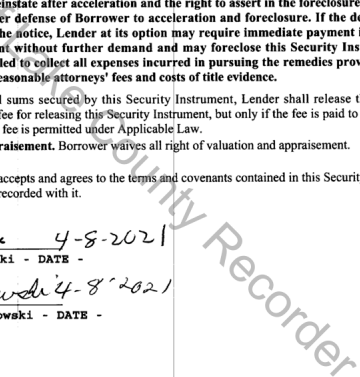 nstate after acceleration and the right to assert in the foreclosure
er defense of Borrower to acceleration and foreclosure. If the d
he notice, Lender at its option may require immediate payment i
t without further demand and may foreclose this Security Ins
led to collect all expenses incurred in pursuing the remedies prov
easonable attorneys' fees and costs of title evidence.
l sums secured by this Security Instrument, Lender shall release t
fee for releasing this Security Instrument, but only if the fee is paid to
fee is permitted under Applicable Law.
raisement. Borrower waives all right of valuation and appraisement.
accepts and agrees to the terms and covenants contained in this Securit
recorded with it.
4-8-2021
ki - DATE -
4-8-2021
owski - DATE -
Lake County Recorder